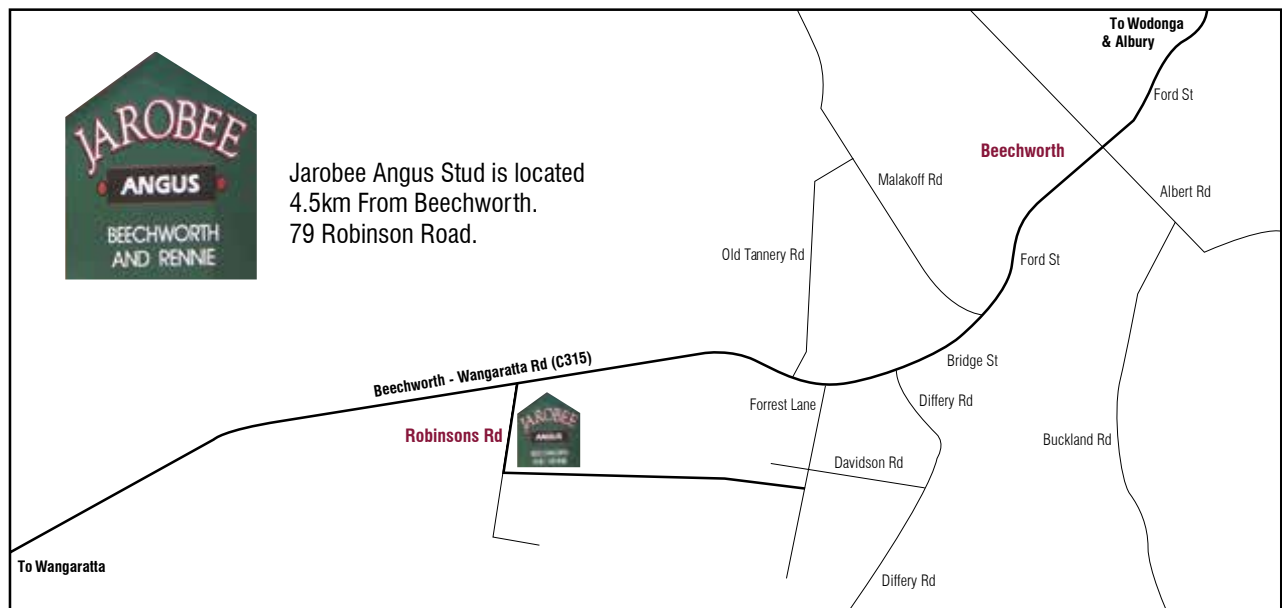 To Wodonga
& Albury
JAROBEE
ANGUS
BEECHWORTH
AND RENNIE
Ford St
Jarobee Angus Stud is located
4.5km From Beechworth.
79 Robinson Road.
Beechworth
Malakoff Rd
Albert Rd
Old Tannery Rd
Ford St
Beechworth - Wangaratta Rd (C315)
Bridge St
Forrest Lane
Differy Rd
JAROBEE
ANGUS
Robinsons Rd
Buckland Rd
Davidson Rd
To Wangaratta
Differy Rd